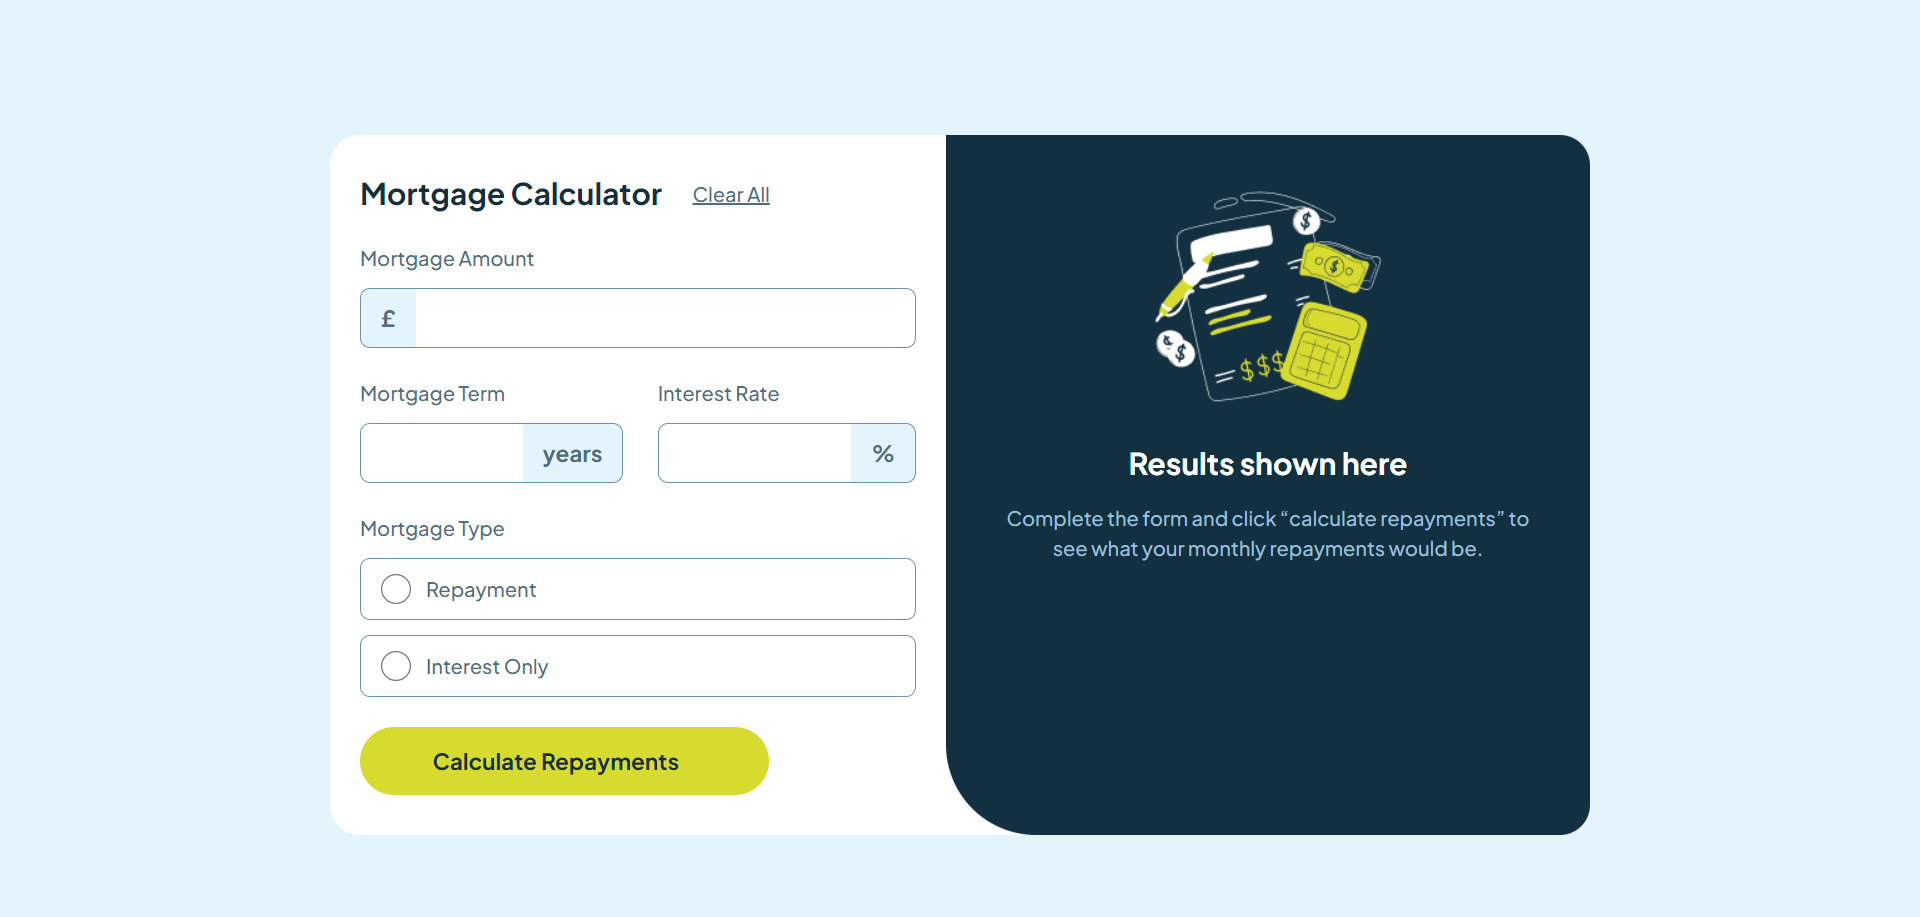 Mortgage Calculator Clear All
Mortgage Amount
£
Mortgage Term Interest Rate
years %
Mortgage Type
Repayment
Interest Only
Calculate Repayments
$
$
$ $
$$$
Results shown here
Complete the form and click “calculate repayments” to
see what your monthly repayments would be.